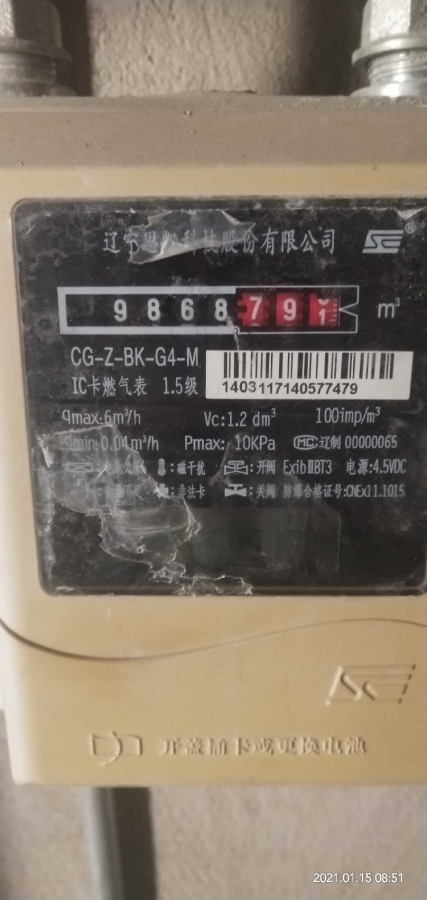 辽宁思凯科技股份有限公司 SE®
9868791 m³
CG-Z-BK-G4-M
IC卡燃气表 1.5级
1403117140577479
qmax:6m³/h Vc:1.2 dm³ 100imp/m³
qmin:0.04m³/h Pmax: 10KPa MC辽制 00000065
:磁干扰 :开阀 ExibⅡBT3 电源:4.5VDC
:非法卡 :关阀 防爆合格证号:CNEx11.1015
SE
开盖插卡或更换电池
2021.01.15 08:51